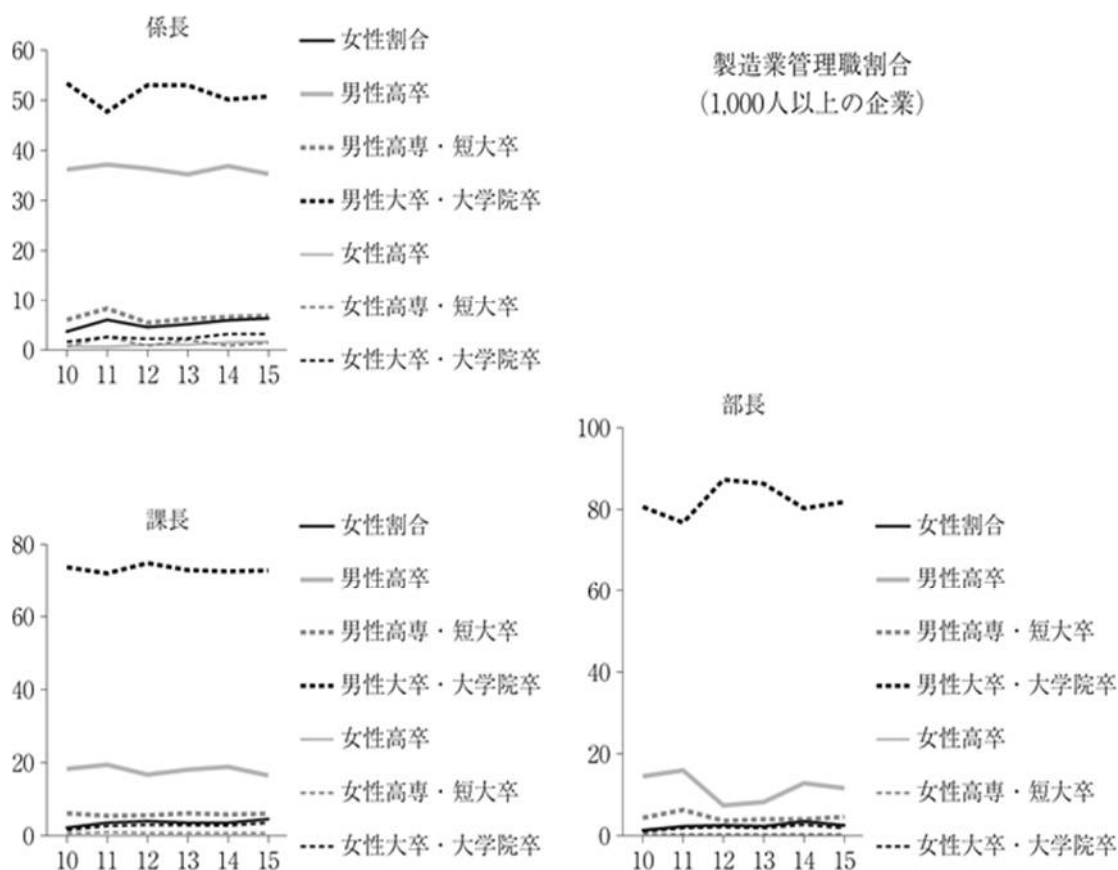 係長
60
50
40
30
20
10
0
10 11 12 13 14 15
女性割合
男性高卒
男性高専・短大卒
男性大卒・大学院卒
女性高卒
女性高専・短大卒
女性大卒・大学院卒
製造業管理職割合
(1,000人以上の企業)
課長
80
60
40
20
0
10 11 12 13 14 15
女性割合
男性高卒
男性高専・短大卒
男性大卒・大学院卒
女性高卒
女性高専・短大卒
女性大卒・大学院卒
部長
100
80
60
40
20
0
10 11 12 13 14 15
女性割合
男性高卒
男性高専・短大卒
男性大卒・大学院卒
女性高卒
女性高専・短大卒
女性大卒・大学院卒